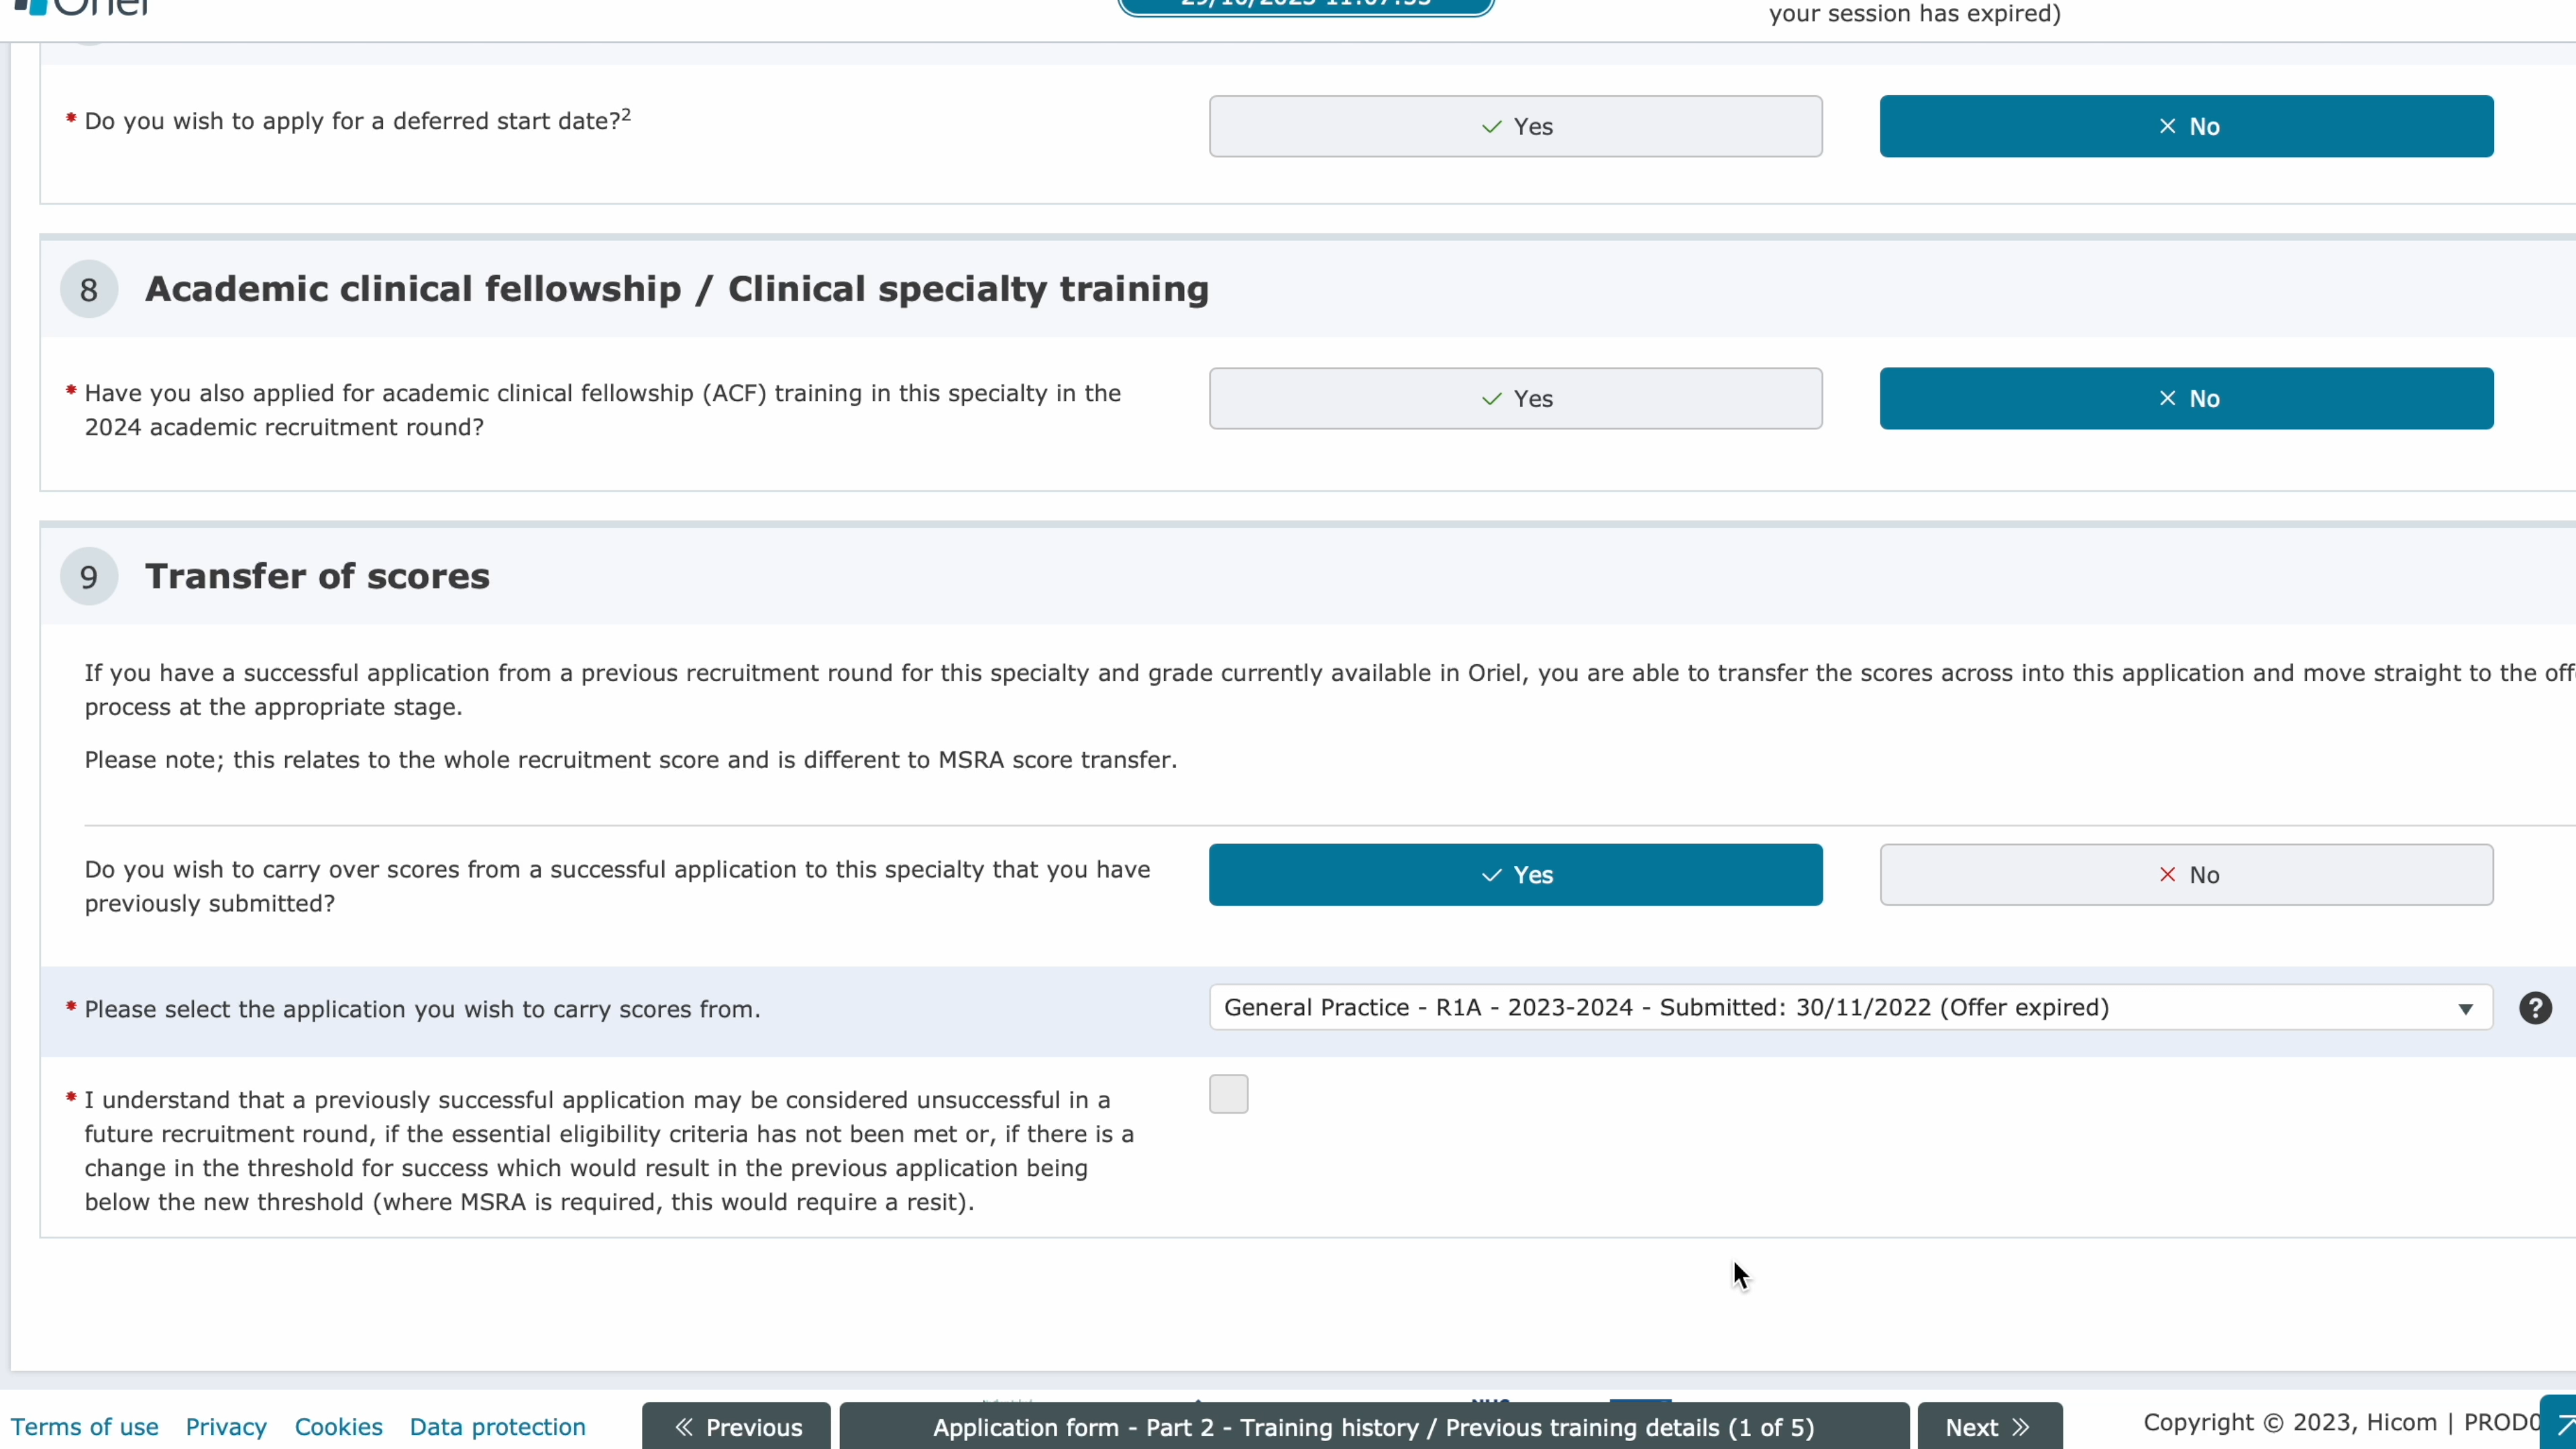 your session has expired)
* Do you wish to apply for a deferred start date?²
Yes
No
8 Academic clinical fellowship / Clinical specialty training
* Have you also applied for academic clinical fellowship (ACF) training in this specialty in the
2024 academic recruitment round?
Yes
No
9 Transfer of scores
If you have a successful application from a previous recruitment round for this specialty and grade currently available in Oriel, you are able to transfer the scores across into this application and move straight to the off
process at the appropriate stage.
Please note; this relates to the whole recruitment score and is different to MSRA score transfer.
Do you wish to carry over scores from a successful application to this specialty that you have
previously submitted?
Yes
No
* Please select the application you wish to carry scores from.
General Practice - R1A - 2023-2024 - Submitted: 30/11/2022 (Offer expired)
?
* I understand that a previously successful application may be considered unsuccessful in a
future recruitment round, if the essential eligibility criteria has not been met or, if there is a
change in the threshold for success which would result in the previous application being
below the new threshold (where MSRA is required, this would require a resit).
Terms of use Privacy Cookies Data protection
Previous
Application form - Part 2 - Training history / Previous training details (1 of 5)
Next
Copyright © 2023, Hicom | PROD0